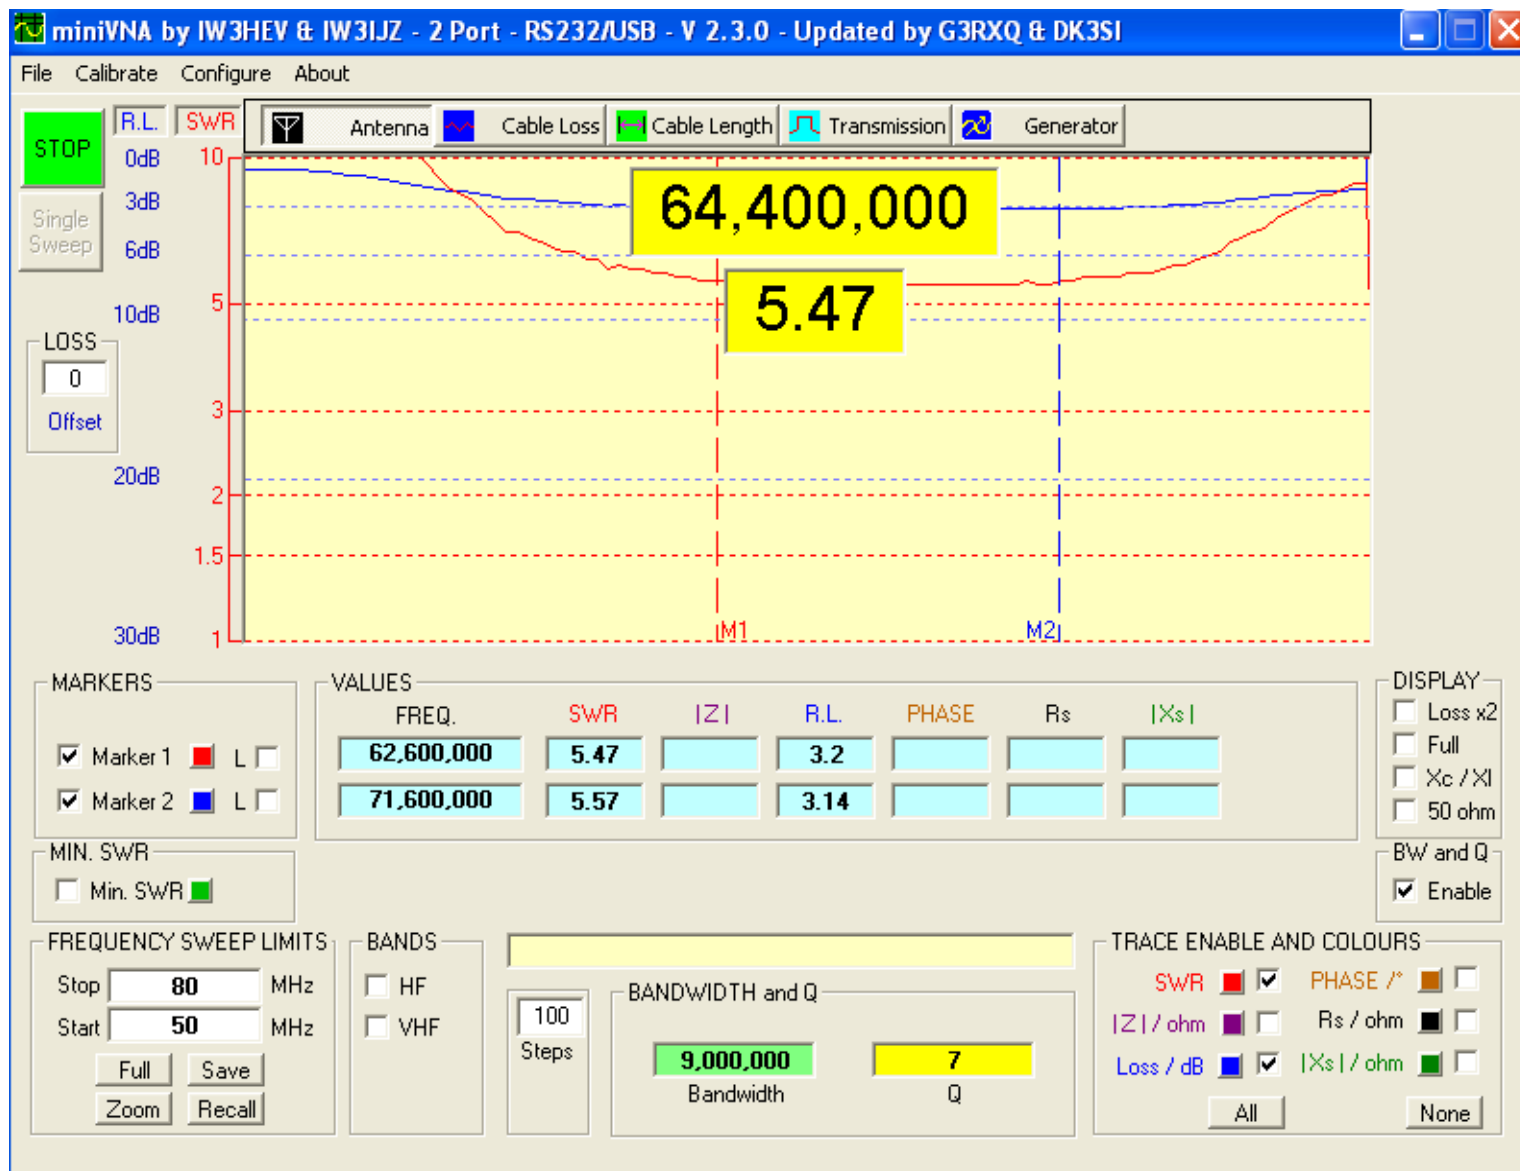 miniVNA by IW3HEV & IW3IJZ - 2 Port - RS232/USB - V 2.3.0 - Updated by G3RXQ & DK3SI
File Calibrate Configure About
STOP R.L. SWR Antenna Cable Loss Cable Length Transmission Generator
0dB 10
Single Sweep
3dB
6dB
64,400,000
5
10dB
5.47
LOSS
0
Offset
3
20dB
2
1.5
30dB 1 M1 M2
MARKERS
Marker 1 L
Marker 2 L
VALUES
FREQ. SWR |Z| R.L. PHASE Rs |Xs|
62,600,000 5.47 3.2
71,600,000 5.57 3.14
DISPLAY
Loss x2
Full
Xc / Xl
50 ohm
MIN. SWR
Min. SWR
BW and Q
Enable
FREQUENCY SWEEP LIMITS
Stop 80 MHz
Start 50 MHz
Full Save
Zoom Recall
BANDS
HF
VHF
100
Steps
BANDWIDTH and Q
9,000,000 7
Bandwidth Q
TRACE ENABLE AND COLOURS
SWR PHASE /°
|Z| / ohm Rs / ohm
Loss / dB |Xs| / ohm
All None